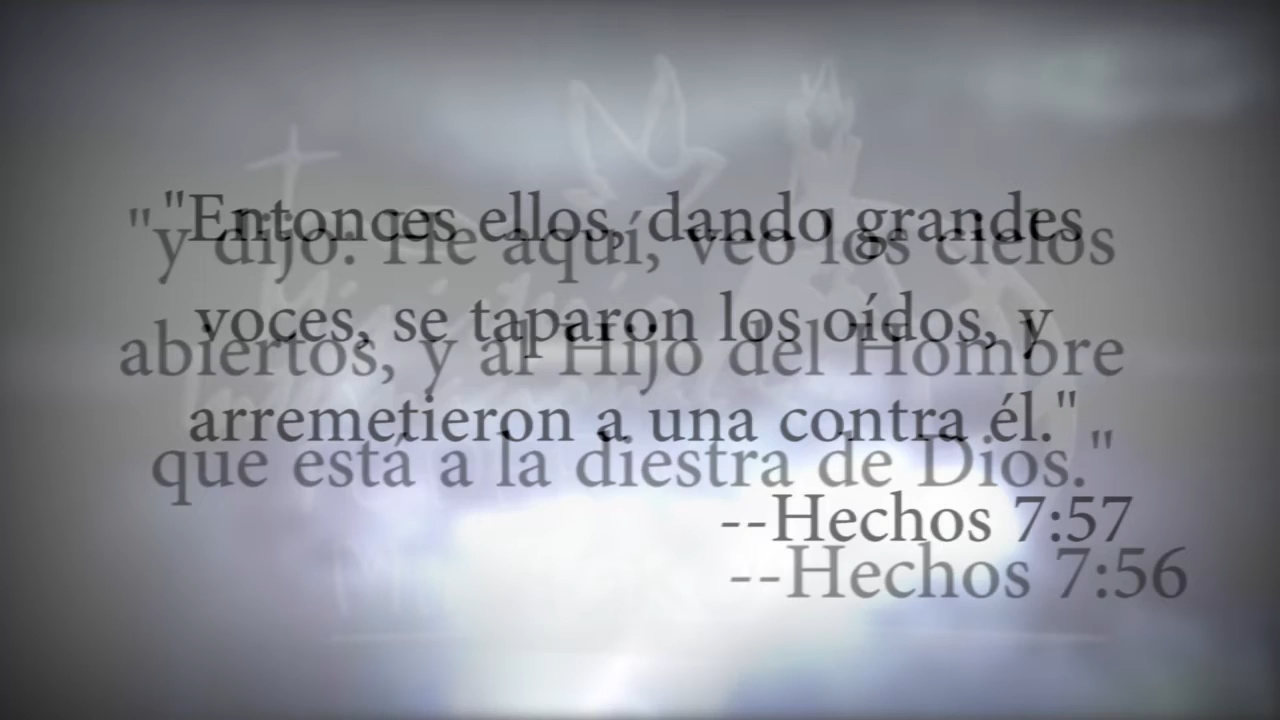 "Entonces ellos, dando grandes
voces, se taparon los oídos, y
arremetieron a una contra él."
--Hechos 7:57
"y dijo: He aquí, veo los cielos
abiertos, y al Hijo del Hombre
que está a la diestra de Dios."
--Hechos 7:56